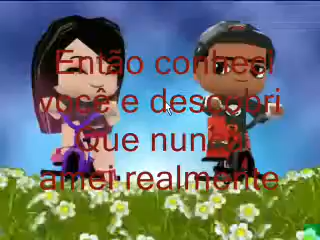 Então conheci
você e descobri
Que nunca
amei realmente